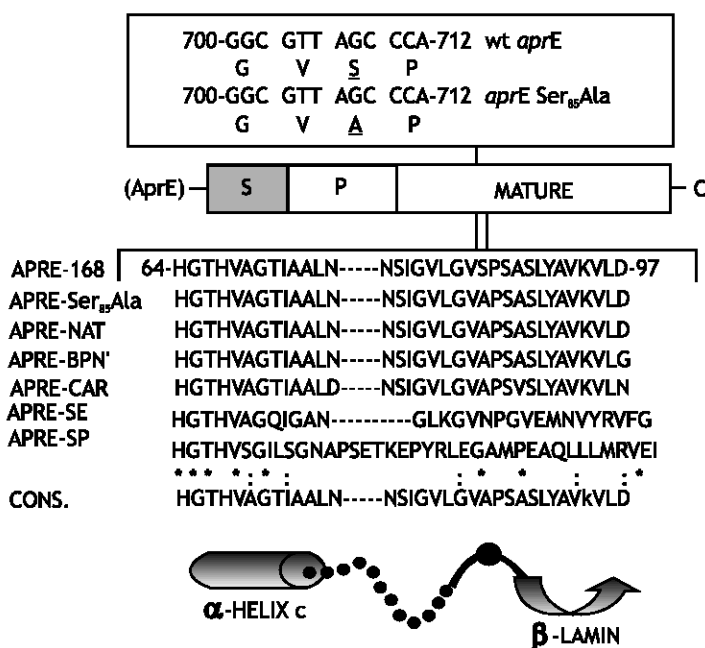 700-GGC GTT AGC CCA-712 wt aprE
G V S P
700-GGC GTT AGC CCA-712 aprE Ser85Ala
G V A P
(AprE) S P MATURE C
APRE-168 64-HGTHVAGTIAALN-----NSIGVLGVSPSASLYAVKVLD-97
APRE-Ser85Ala HGTHVAGTIAALN-----NSIGVLGVAPSASLYAVKVLD
APRE-NAT HGTHVAGTIAALN-----NSIGVLGVAPSASLYAVKVLD
APRE-BPN' HGTHVAGTIAALN-----NSIGVLGVAPSASLYAVKVLG
APRE-CAR HGTHVAGTIAALD-----NSIGVLGVAPSVSLYAVKVLN
APRE-SE HGTHVAGQIGAN----------GLKGVNPGVEMNVYRVFG
APRE-SP HGTHVSGILSGNAPSETKEPYRLEGAMPEAQLLLMRVEI
*** *:* : : * * : : *
CONS. HGTHVAGTIAALN-----NSIGVLGVAPSASLYAVkVLD
α-HELIX c
β-LAMIN